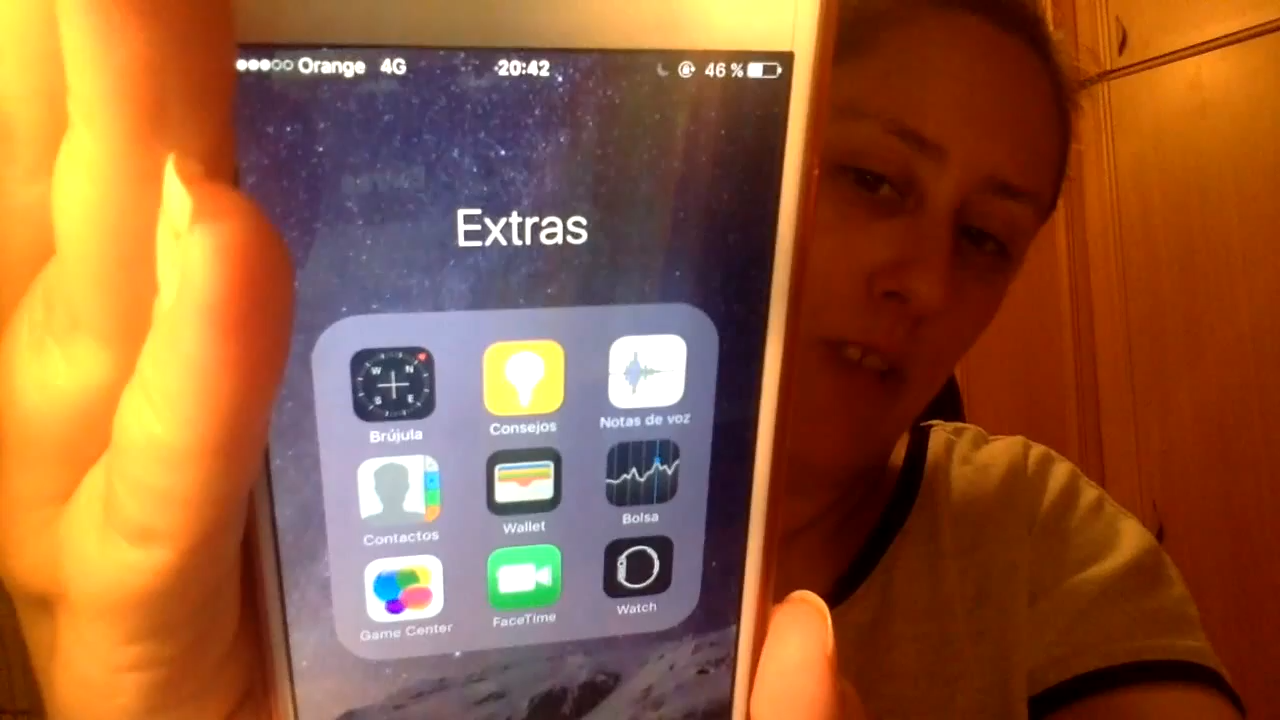 Orange 4G 20:42 46 %
Extras
W N
S E
Brújula Consejos Notas de voz
Contactos Wallet Bolsa
Game Center FaceTime Watch